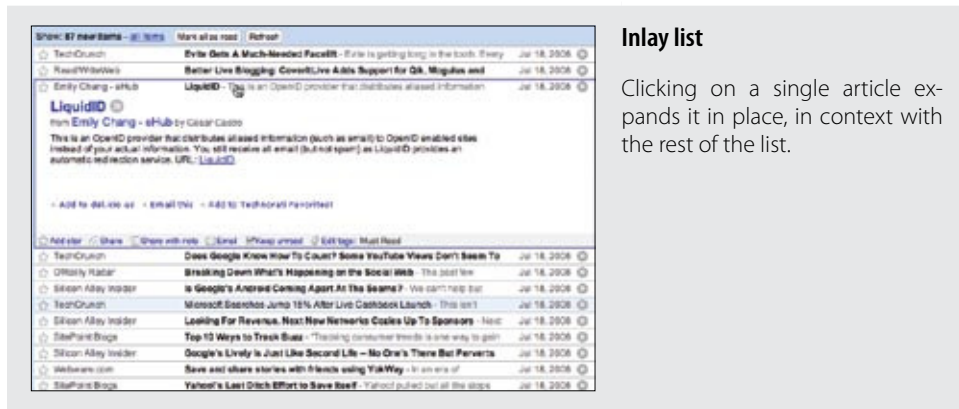 Show: 87 new items - all items Mark all as read Refresh
TechCrunch Evite Gets A Much-Needed Facelift - Evite is getting long in the tooth. Every Jul 18, 2008
ReadWriteWeb Better Live Blogging: CoveritLive Adds Support for Qik, Mogulus and Jul 18, 2008
Emily Chang - eHub LiquidID - This is an OpenID provider that distributes aliased information Jul 18, 2008
LiquidID
from Emily Chang - eHub by Cesar Castro
This is an OpenID provider that distributes aliased information (such as email) to OpenID enabled sites
instead of your actual information. You still receive all email (but not spam) as LiquidID provides an
automatic redirection service. URL: LiquidID
Add to del.icio.us Email this Add to Technorati Favorites!
Add star Share Share with note Email Keep unread Edit tags: Must Read
TechCrunch Does Google Know How To Count? Some YouTube Views Don't Seem To Jul 18, 2008
O'Reilly Radar Breaking Down What's Happening on the Social Web - The past few Jul 18, 2008
Silicon Alley Insider Is Google's Android Coming Apart At The Seams? - We can't help but Jul 18, 2008
TechCrunch Microsoft Searches Jump 15% After Live Cashback Launch - This isn't Jul 18, 2008
Silicon Alley Insider Looking For Revenue, Next New Networks Cozies Up To Sponsors - Next Jul 18, 2008
SitePoint Blogs Top 10 Ways to Track Buzz - "Tracking consumer trends is one way to gain Jul 18, 2008
Silicon Alley Insider Google's Lively Is Just Like Second Life – No One's There But Perverts Jul 18, 2008
Webware.com Save and share stories with friends using YokWay - In an era of Jul 18, 2008
SitePoint Blogs Yahoo!'s Last Ditch Effort to Save Itself - Yahoo! pulled out all the stops Jul 18, 2008
Inlay list
Clicking on a single article ex-
pands it in place, in context with
the rest of the list.